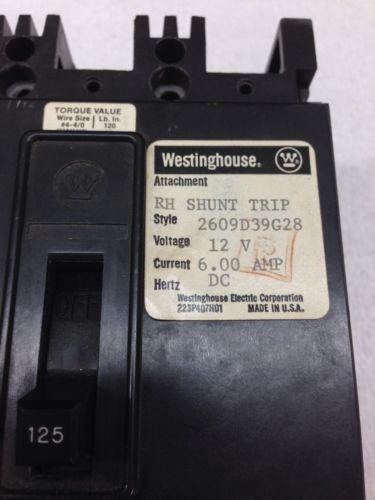 TORQUE VALUE
Wire Size Lb. In.
#4-4/0 120
Westinghouse.
Attachment
RH SHUNT TRIP
Style 2609D39G28
Voltage 12 V
Current 6.00 AMP
Hertz DC
Westinghouse Electric Corporation
223P407H01 MADE IN U.S.A.
OFF
125